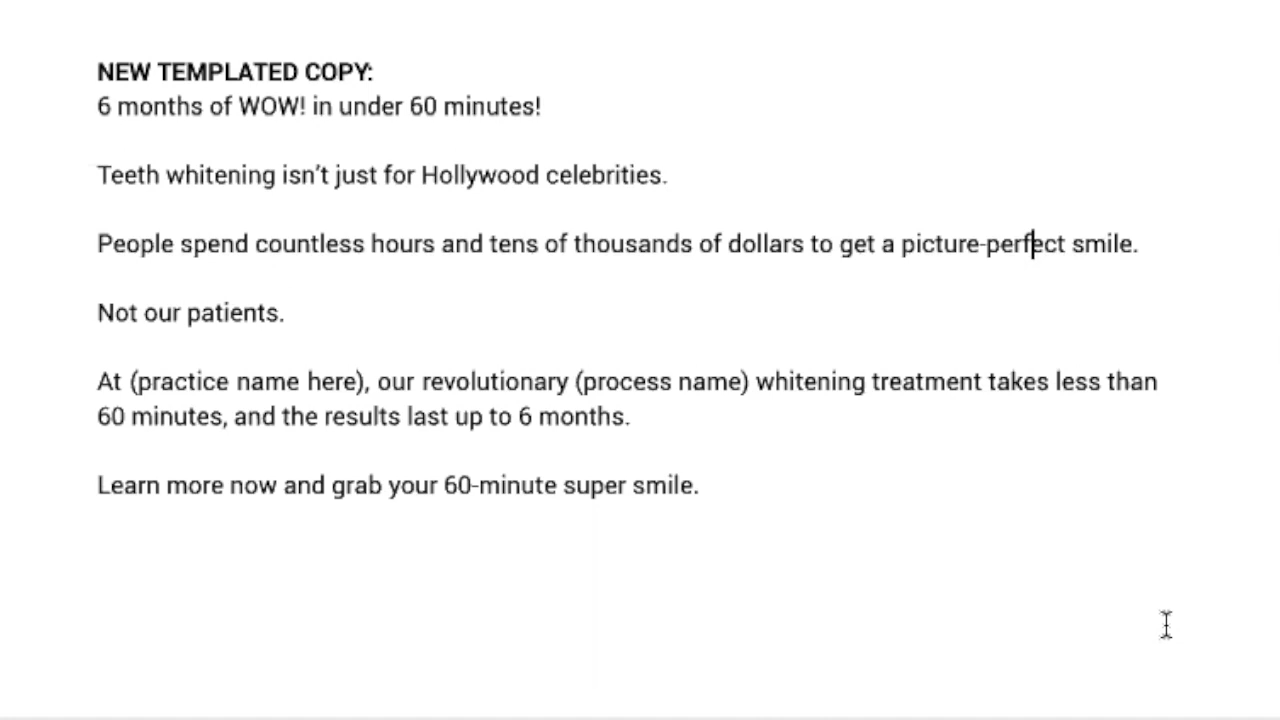 NEW TEMPLATED COPY:
6 months of WOW! in under 60 minutes!
Teeth whitening isn’t just for Hollywood celebrities.
People spend countless hours and tens of thousands of dollars to get a picture-perfect smile.
Not our patients.
At (practice name here), our revolutionary (process name) whitening treatment takes less than
60 minutes, and the results last up to 6 months.
Learn more now and grab your 60-minute super smile.